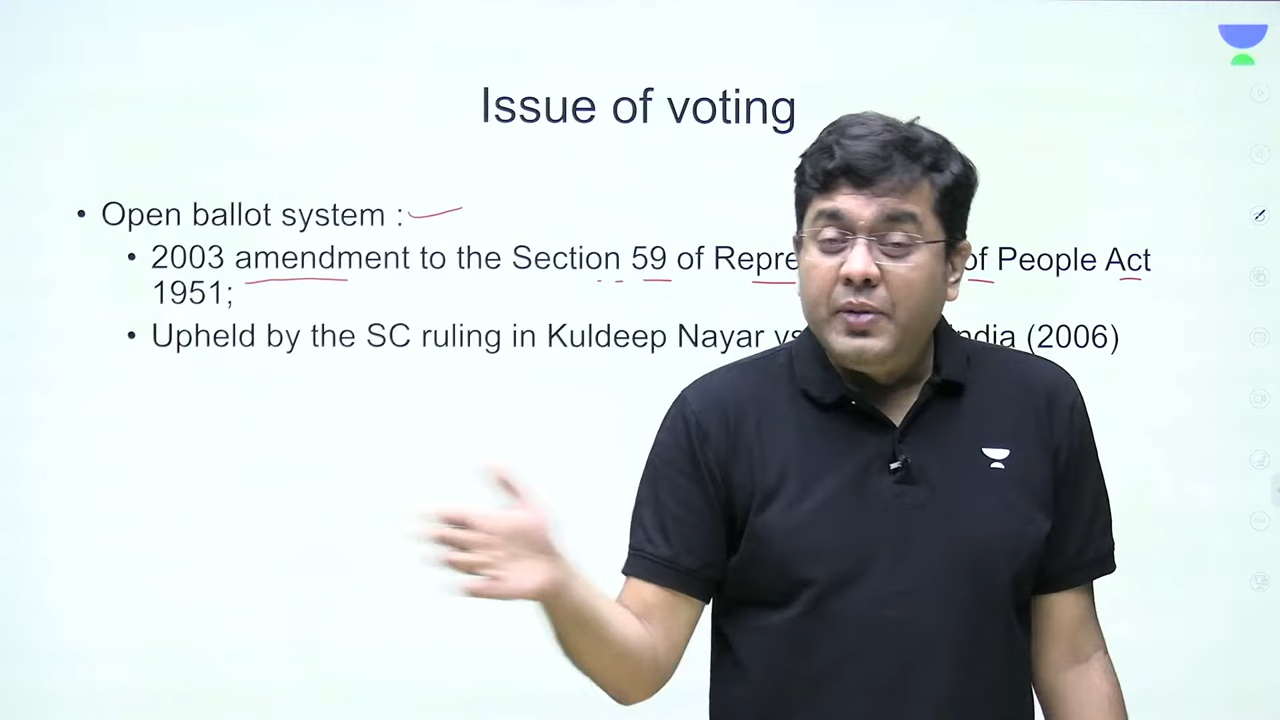 Issue of voting
• Open ballot system :
• 2003 amendment to the Section 59 of Repre of People Act
1951;
• Upheld by the SC ruling in Kuldeep Nayar vs ndia (2006)